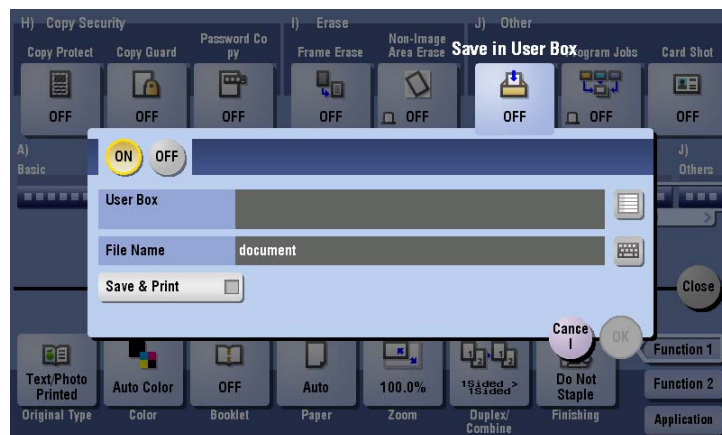 H) Copy Security
I) Erase
J) Other
Copy Protect
Copy Guard
Password Co
py
Frame Erase
Non-Image
Area Erase
Save in User Box
ogram Jobs
Card Shot
OFF
OFF
OFF
OFF
OFF
OFF
OFF
OFF
A)
Basic
J)
Others
ON
OFF
User Box
File Name
document
Save & Print
Close
Cance
l
OK
Text/Photo
Printed
Auto Color
OFF
Auto
100.0%
1Sided >
1Sided
Do Not
Staple
Function 1
Function 2
Original Type
Color
Booklet
Paper
Zoom
Duplex/
Combine
Finishing
Application